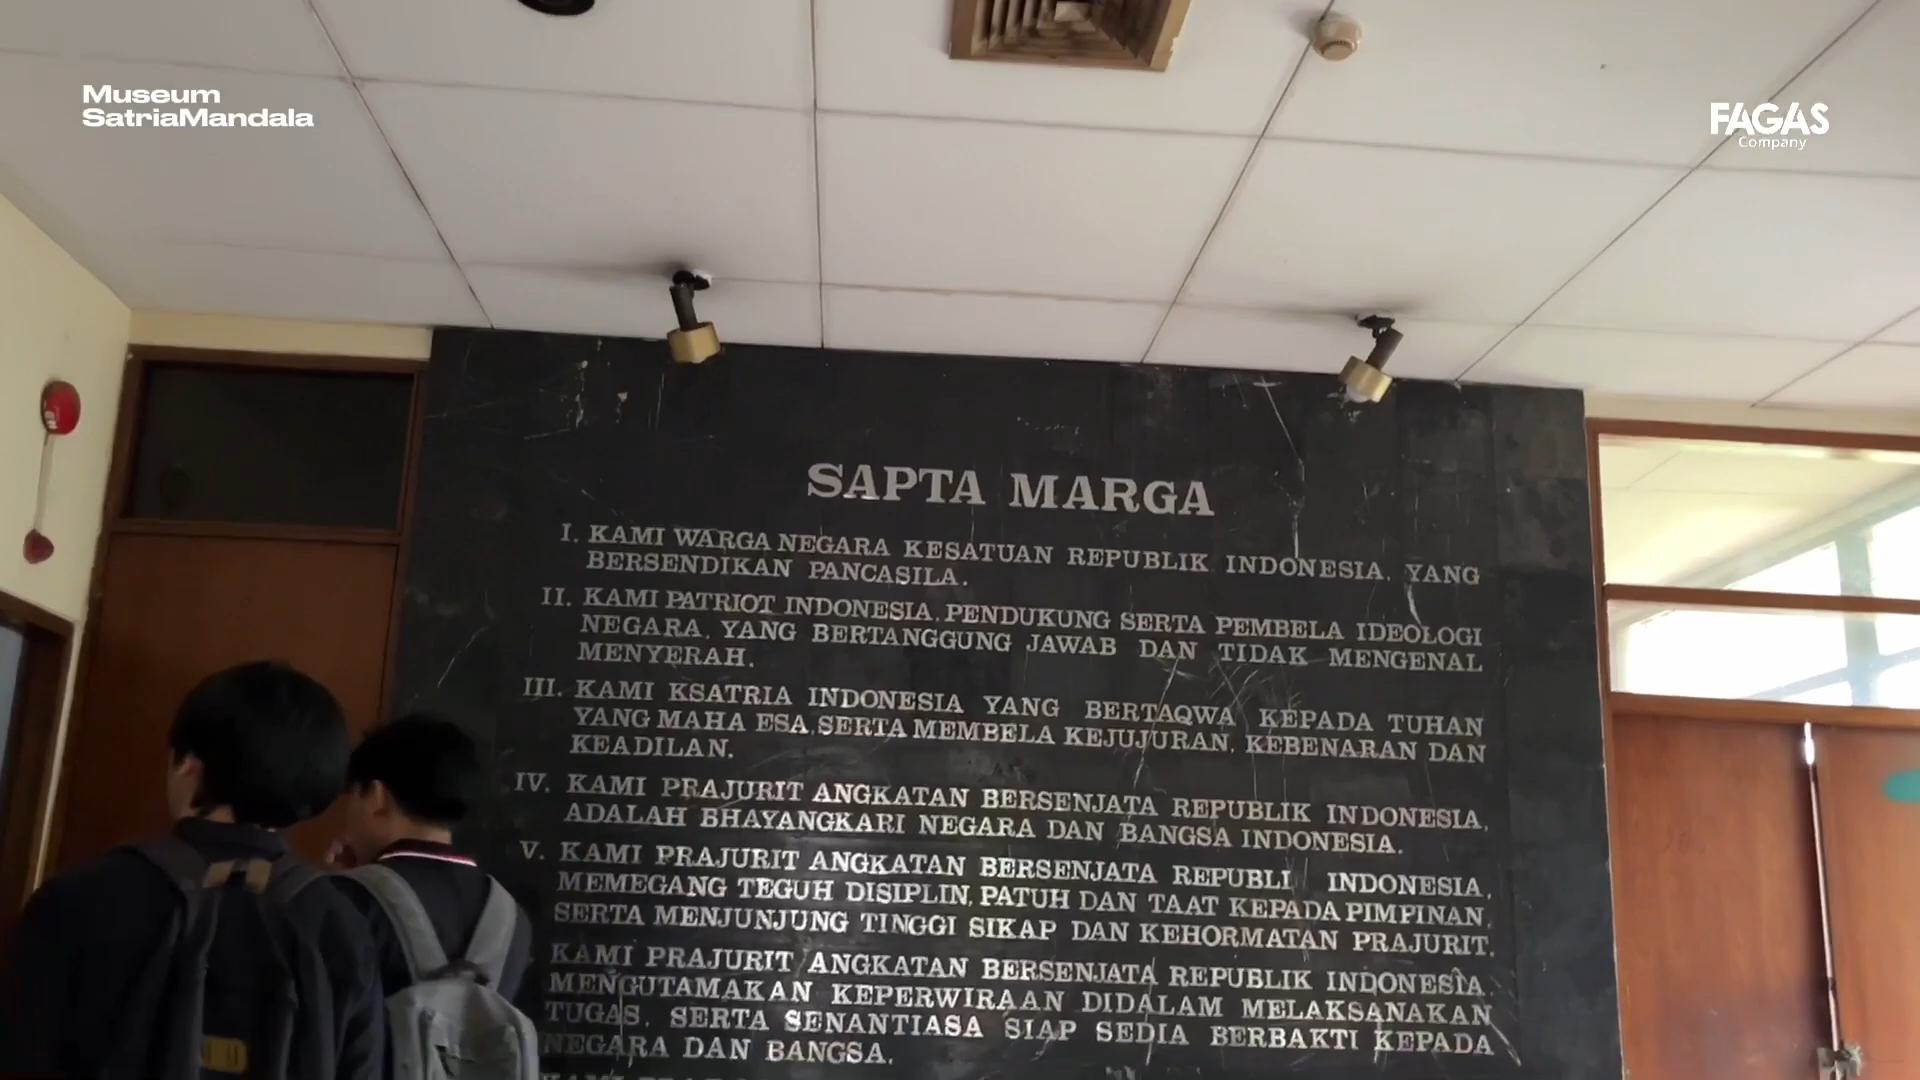 Museum
SatriaMandala
FAGAS
Company
SAPTA MARGA
I. KAMI WARGA NEGARA KESATUAN REPUBLIK INDONESIA, YANG
BERSENDIKAN PANCASILA.
II. KAMI PATRIOT INDONESIA, PENDUKUNG SERTA PEMBELA IDEOLOGI
NEGARA, YANG BERTANGGUNG JAWAB DAN TIDAK MENGENAL
MENYERAH.
III. KAMI KSATRIA INDONESIA YANG BERTAQWA KEPADA TUHAN
YANG MAHA ESA, SERTA MEMBELA KEJUJURAN, KEBENARAN DAN
KEADILAN.
IV. KAMI PRAJURIT ANGKATAN BERSENJATA REPUBLIK INDONESIA,
ADALAH BHAYANGKARI NEGARA DAN BANGSA INDONESIA.
V. KAMI PRAJURIT ANGKATAN BERSENJATA REPUBLI INDONESIA,
MEMEGANG TEGUH DISIPLIN, PATUH DAN TAAT KEPADA PIMPINAN,
SERTA MENJUNJUNG TINGGI SIKAP DAN KEHORMATAN PRAJURIT.
KAMI PRAJURIT ANGKATAN BERSENJATA REPUBLIK INDONESIA,
MENGUTAMAKAN KEPERWIRAAN DIDALAM MELAKSANAKAN
TUGAS, SERTA SENANTIASA SIAP SEDIA BERBAKTI KEPADA
NEGARA DAN BANGSA.